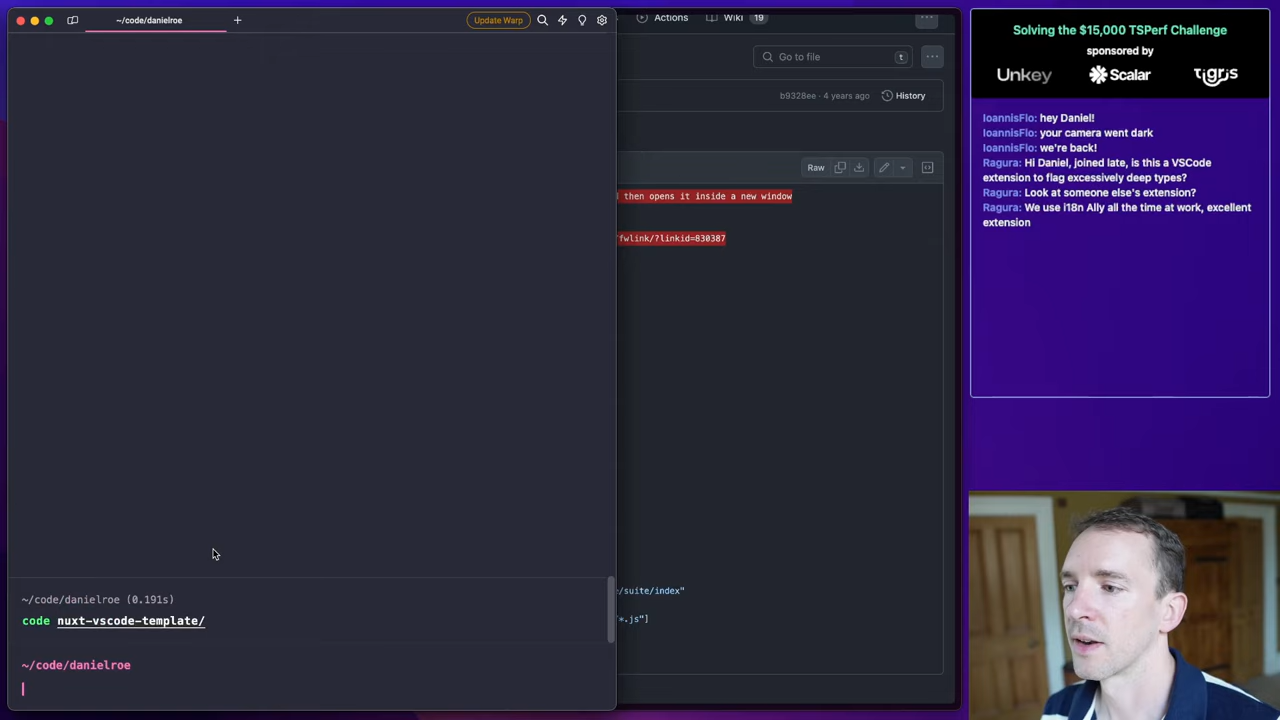 ~/code/danielroe
+
Update Warp
Actions
Wiki 19
Go to file
t
b9328ee · 4 years ago
History
Raw
then opens it inside a new window
/fwlink/?linkid=830387
e/suite/index"
*.js"]
~/code/danielroe (0.191s)
code nuxt-vscode-template/
~/code/danielroe
Solving the $15,000 TSPerf Challenge
sponsored by
Unkey
Scalar
tigris
IoannisFlo: hey Daniel!
IoannisFlo: your camera went dark
IoannisFlo: we're back!
Ragura: Hi Daniel, joined late, is this a VSCode
extension to flag excessively deep types?
Ragura: Look at someone else's extension?
Ragura: We use i18n Ally all the time at work, excellent
extension